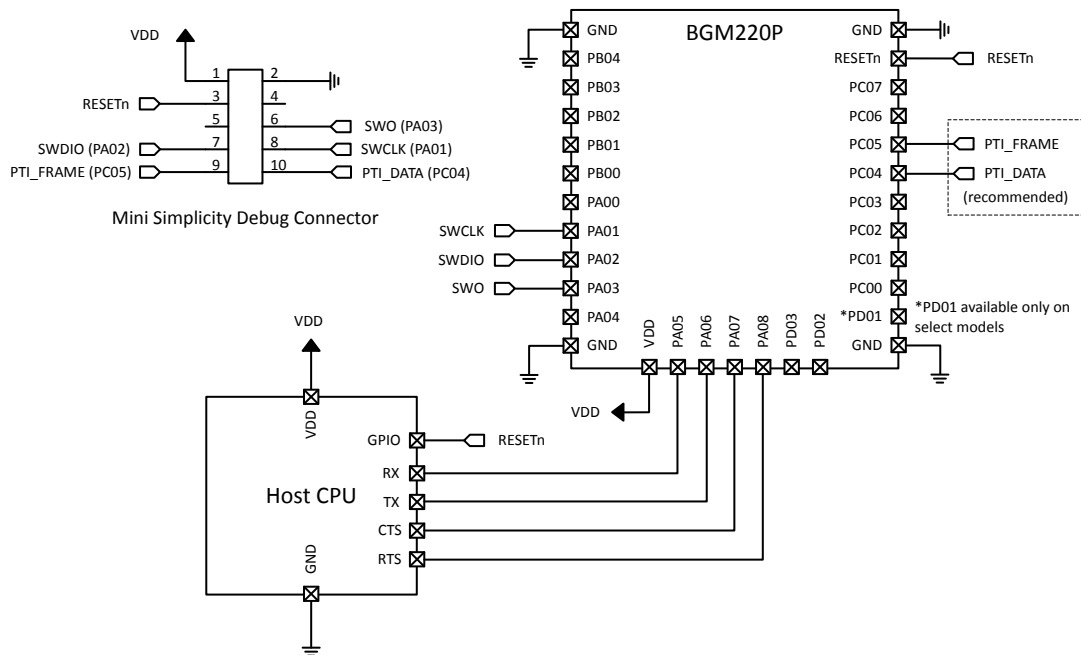 VDD
1
2
RESETn
3
4
5
6
SWO (PA03)
SWDIO (PA02)
7
8
SWCLK (PA01)
PTI_FRAME (PC05)
9
10
PTI_DATA (PC04)
Mini Simplicity Debug Connector
BGM220P
GND
PB04
PB03
PB02
PB01
PB00
PA00
SWCLK
PA01
SWDIO
PA02
SWO
PA03
PA04
GND
GND
RESETn
RESETn
PC07
PC06
PC05
PTI_FRAME
PC04
PTI_DATA
(recommended)
PC03
PC02
PC01
PC00
*PD01
*PD01 available only on
select models
GND
VDD
PA05
PA06
PA07
PA08
PD03
PD02
VDD
VDD
VDD
Host CPU
GPIO
RESETn
RX
TX
CTS
RTS
GND